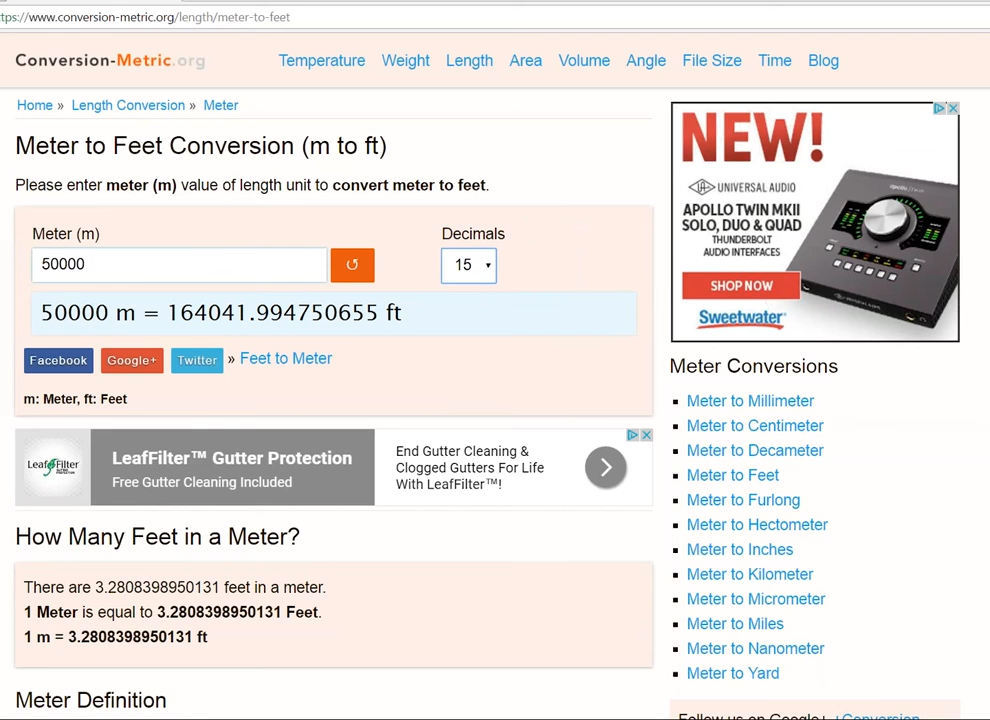 tps://www.conversion-metric.org/length/meter-to-feet
Conversion-Metric.org
Temperature Weight Length Area Volume Angle File Size Time Blog
Home » Length Conversion » Meter
Meter to Feet Conversion (m to ft)
Please enter meter (m) value of length unit to convert meter to feet.
Meter (m)
Decimals
50000
15
50000 m = 164041.994750655 ft
Facebook Google+ Twitter » Feet to Meter
m: Meter, ft: Feet
LeafFilter
LeafFilter™ Gutter Protection
Free Gutter Cleaning Included
End Gutter Cleaning &
Clogged Gutters For Life
With LeafFilter™!
How Many Feet in a Meter?
There are 3.2808398950131 feet in a meter.
1 Meter is equal to 3.2808398950131 Feet.
1 m = 3.2808398950131 ft
Meter Definition
NEW!
UNIVERSAL AUDIO
APOLLO TWIN MKII
SOLO, DUO & QUAD
THUNDERBOLT
AUDIO INTERFACES
SHOP NOW
Sweetwater®
Meter Conversions
Meter to Millimeter
Meter to Centimeter
Meter to Decameter
Meter to Feet
Meter to Furlong
Meter to Hectometer
Meter to Inches
Meter to Kilometer
Meter to Micrometer
Meter to Miles
Meter to Nanometer
Meter to Yard
Follow us on Google+ +Conversion